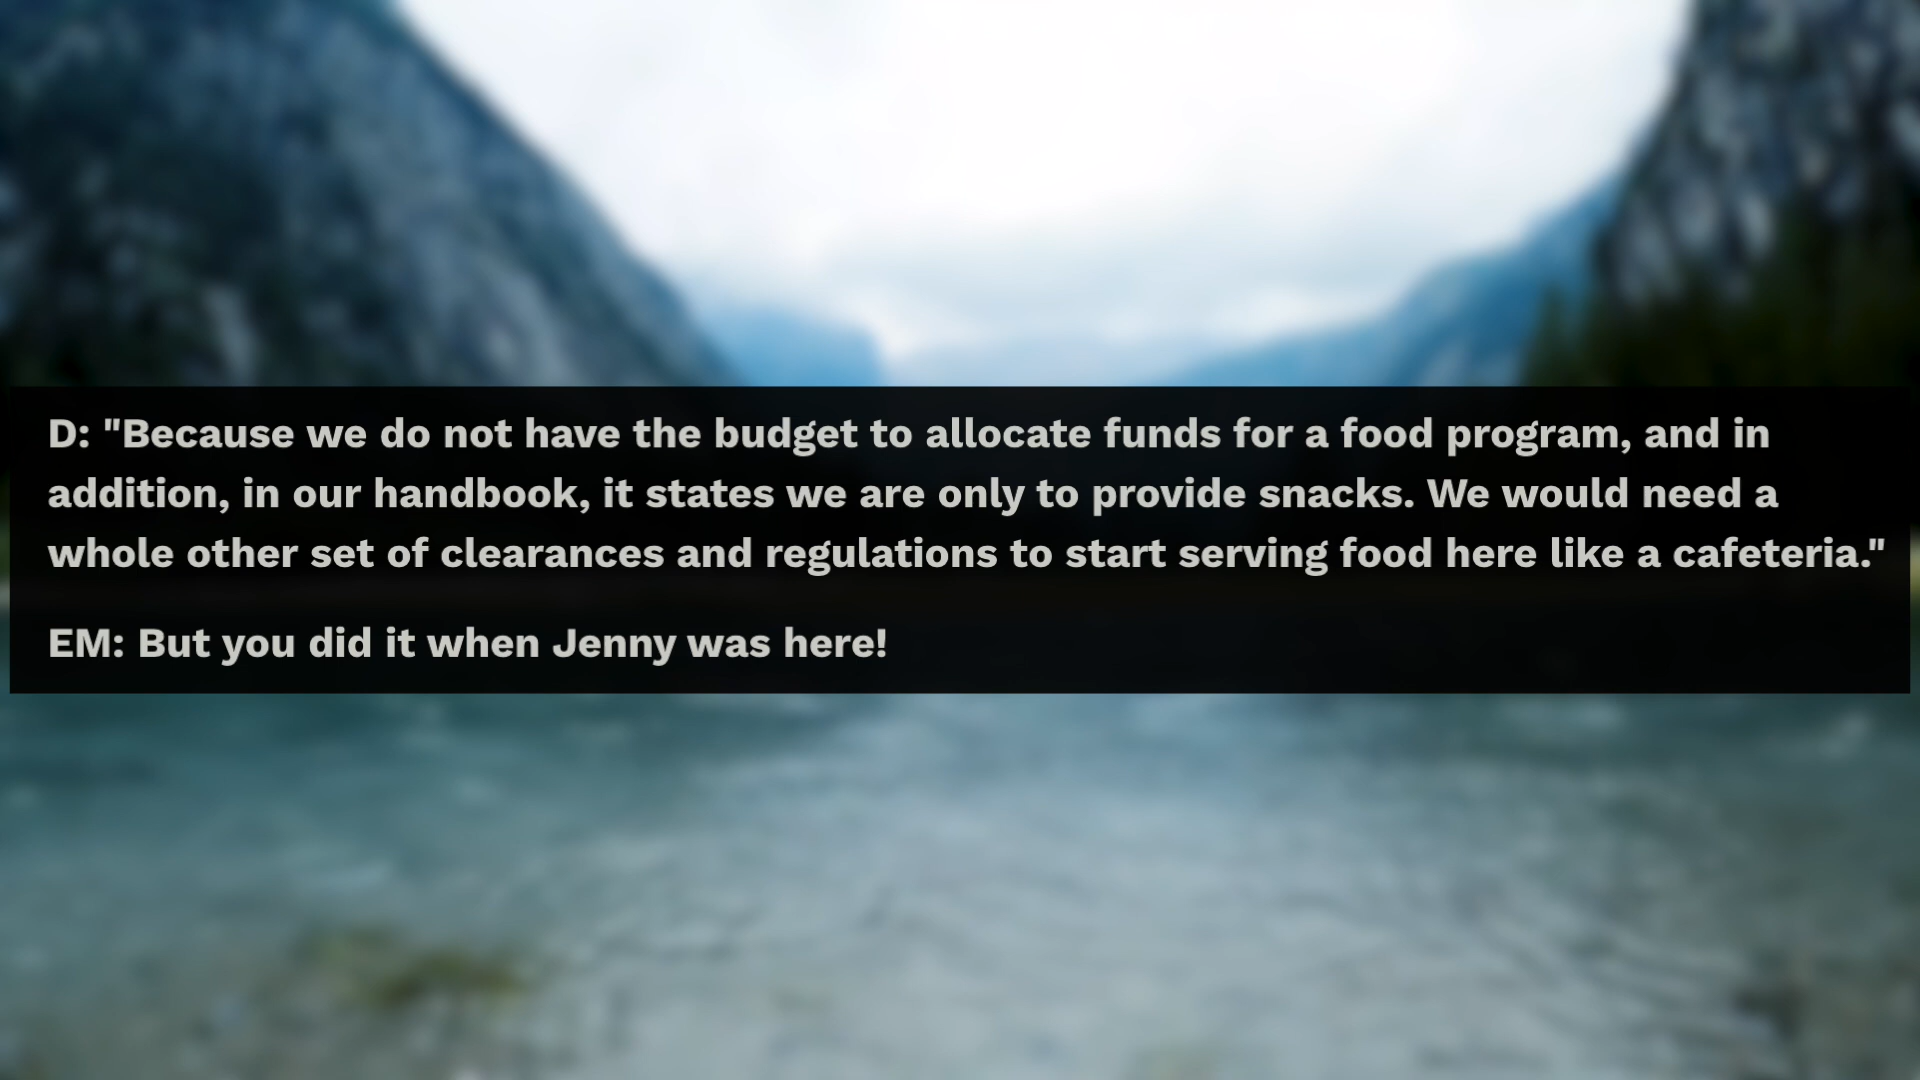 D: "Because we do not have the budget to allocate funds for a food program, and in
addition, in our handbook, it states we are only to provide snacks. We would need a
whole other set of clearances and regulations to start serving food here like a cafeteria."
EM: But you did it when Jenny was here!